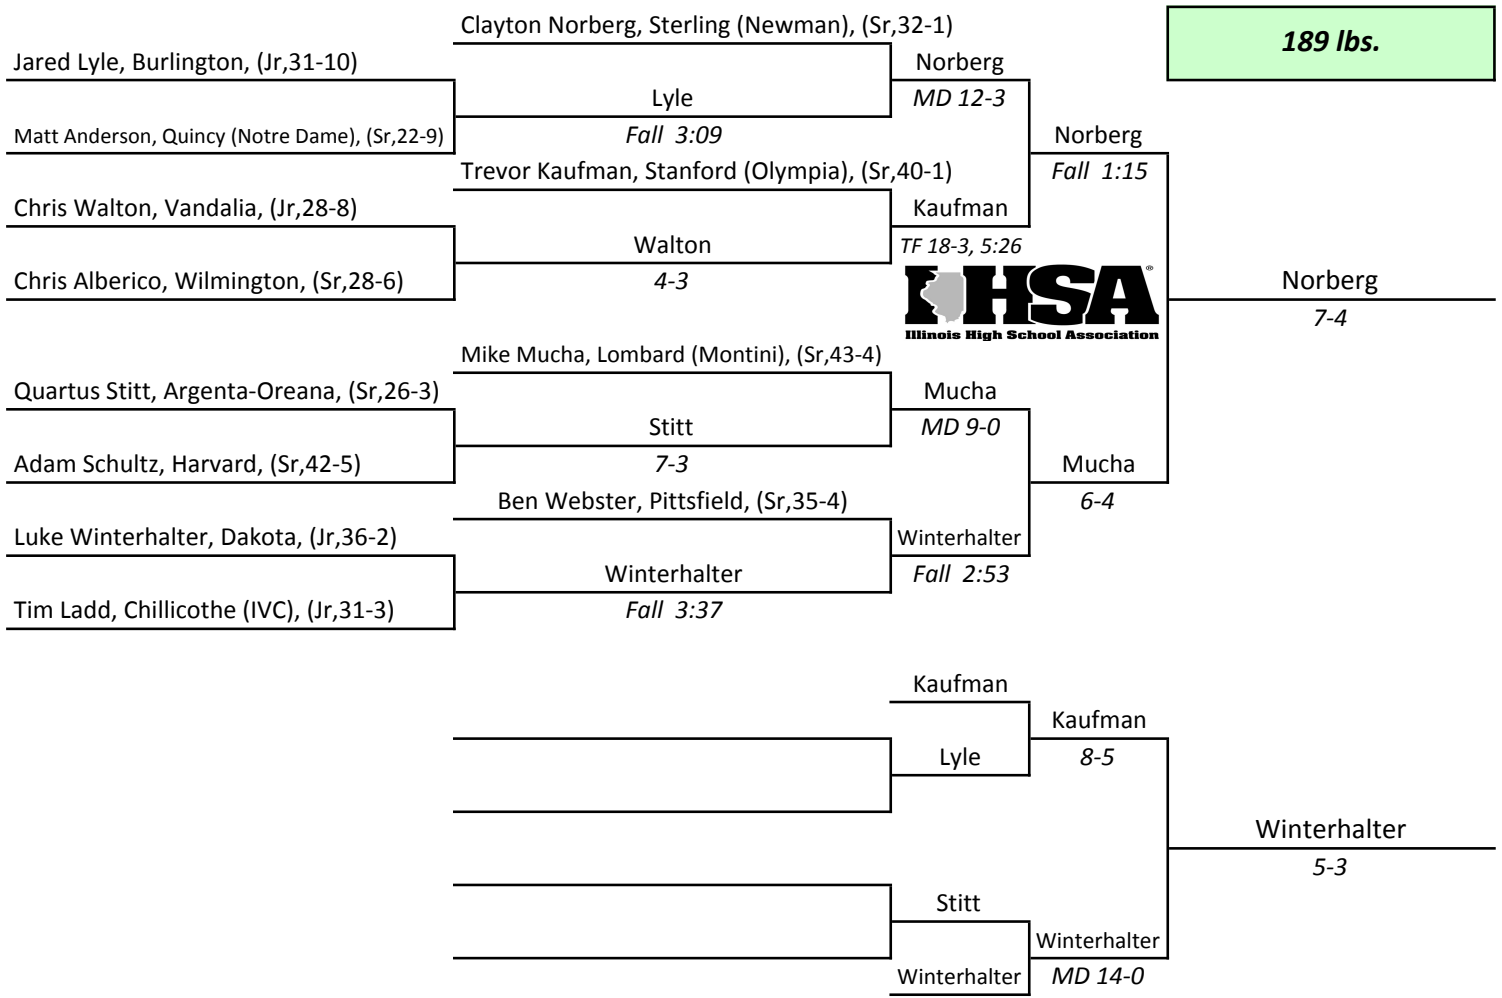 Clayton Norberg, Sterling (Newman), (Sr,32-1)
189 lbs.
Jared Lyle, Burlington, (Jr,31-10)
Norberg
Lyle
MD 12-3
Matt Anderson, Quincy (Notre Dame), (Sr,22-9)
Fall 3:09
Norberg
Trevor Kaufman, Stanford (Olympia), (Sr,40-1)
Fall 1:15
Chris Walton, Vandalia, (Jr,28-8)
Kaufman
Walton
TF 18-3, 5:26
Chris Alberico, Wilmington, (Sr,28-6)
4-3
IHSA®
Norberg
7-4
Illinois High School Association
Mike Mucha, Lombard (Montini), (Sr,43-4)
Quartus Stitt, Argenta-Oreana, (Sr,26-3)
Mucha
Stitt
MD 9-0
Adam Schultz, Harvard, (Sr,42-5)
7-3
Mucha
Ben Webster, Pittsfield, (Sr,35-4)
6-4
Luke Winterhalter, Dakota, (Jr,36-2)
Winterhalter
Winterhalter
Fall 2:53
Tim Ladd, Chillicothe (IVC), (Jr,31-3)
Fall 3:37
Kaufman
Kaufman
Lyle
8-5
Winterhalter
5-3
Stitt
Winterhalter
Winterhalter
MD 14-0